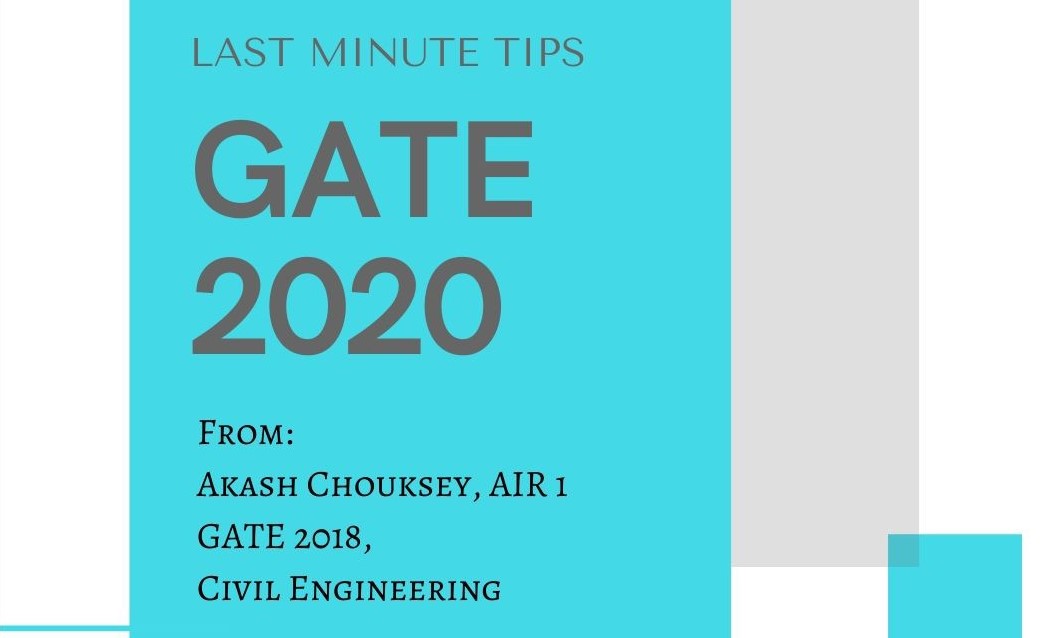 LAST MINUTE TIPS
GATE
2020
From:
Akash Chouksey, AIR 1
GATE 2018,
Civil Engineering